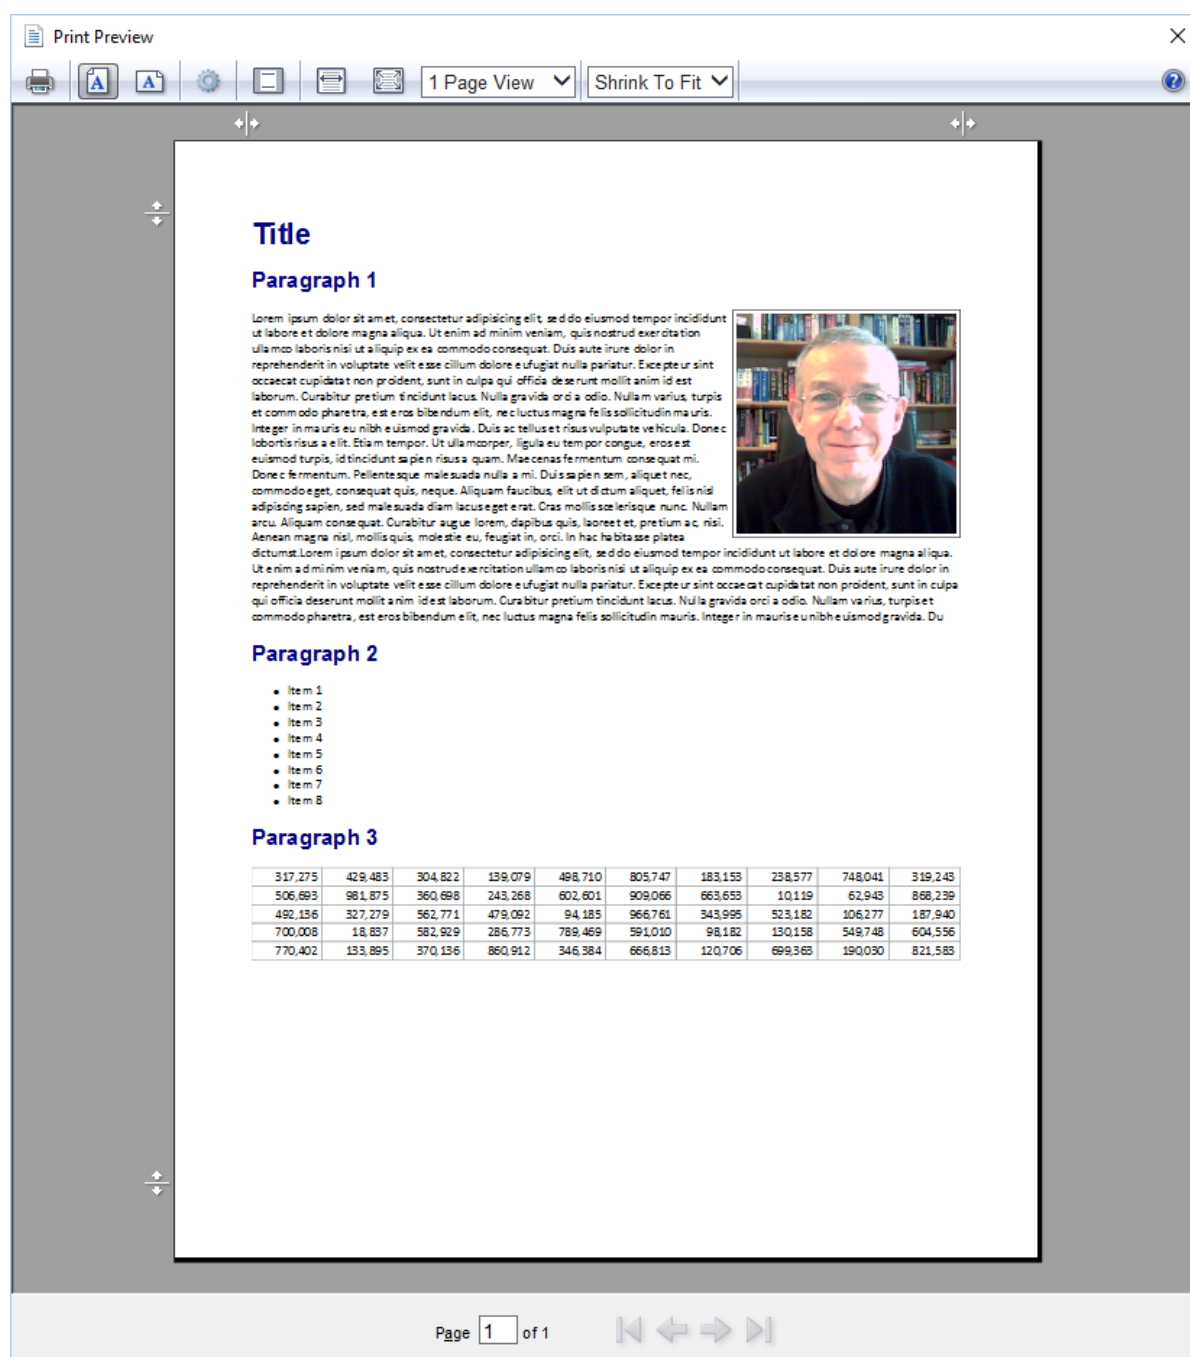 Print Preview
1 Page View
Shrink To Fit
Title
Paragraph 1
Lorem ipsum dolor sit amet, consectetur adipisicing elit, sed do eiusmod tempor incididunt
ut labore et dolore magna aliqua. Ut enim ad minim veniam, quis nostrud exercitation
ullamco laboris nisi ut aliquip ex ea commodo consequat. Duis aute irure dolor in
reprehenderit in voluptate velit esse cillum dolore eufugiat nulla pariatur. Excepteur sint
occaecat cupidatat non proident, sunt in culpa qui officia deserunt mollit anim id est
laborum. Curabitur pretium tincidunt lacus. Nulla gravida orci a odio. Nullam varius, turpis
et commodo pharetra, est eros bibendum elit, nec luctus magna felis sollicitudin mauris.
Integer in mauris eu nibh euismod gravida. Duis ac tellus et risus vulputate vehicula. Donec
lobortis risus a elit. Etiam tempor. Ut ullamcorper, ligula eu tempor congue, eros est
euismod turpis, id tincidunt sapien risus a quam. Maecenas fermentum consequat mi.
Donec fermentum. Pellentesque malesuada nulla a mi. Duis sapien sem, aliquet nec,
commodo eget, consequat quis, neque. Aliquam faucibus, elit ut dictum aliquet, felis nisl
adipiscing sapien, sed malesuada diam lacus eget erat. Cras mollis scelerisque nunc. Nullam
arcu. Aliquam consequat. Curabitur augue lorem, dapibus quis, laoreet et, pretium ac, nisi.
Aenean magna nisl, mollis quis, molestie eu, feugiat in, orci. In hac habitasse platea
dictumst.Lorem ipsum dolor sit amet, consectetur adipisicing elit, sed do eiusmod tempor incididunt ut labore et dolore magna aliqua.
Ut enim ad minim veniam, quis nostrud exercitation ullamco laboris nisi ut aliquip ex ea commodo consequat. Duis aute irure dolor in
reprehenderit in voluptate velit esse cillum dolore eufugiat nulla pariatur. Excepteur sint occaecat cupidatat non proident, sunt in culpa
qui officia deserunt mollit anim id est laborum. Curabitur pretium tincidunt lacus. Nulla gravida orci a odio. Nullam varius, turpis et
commodo pharetra, est eros bibendum elit, nec luctus magna felis sollicitudin mauris. Integer in mauris eu nibh euismod gravida. Du
Paragraph 2
• Item 1
• Item 2
• Item 3
• Item 4
• Item 5
• Item 6
• Item 7
• Item 8
Paragraph 3
317,275 429,483 304,822 139,079 498,710 805,747 183,153 238,577 748,041 319,243
506,693 981,875 360,698 243,268 602,601 909,066 663,653 10,119 62,943 868,239
492,136 327,279 562,771 479,092 94,185 966,761 343,995 523,182 106,277 187,940
700,008 18,837 582,929 286,773 789,469 591,010 98,182 130,158 549,748 604,556
770,402 133,895 370,136 860,912 346,384 666,813 120,706 699,363 190,030 821,583
Page 1 of 1